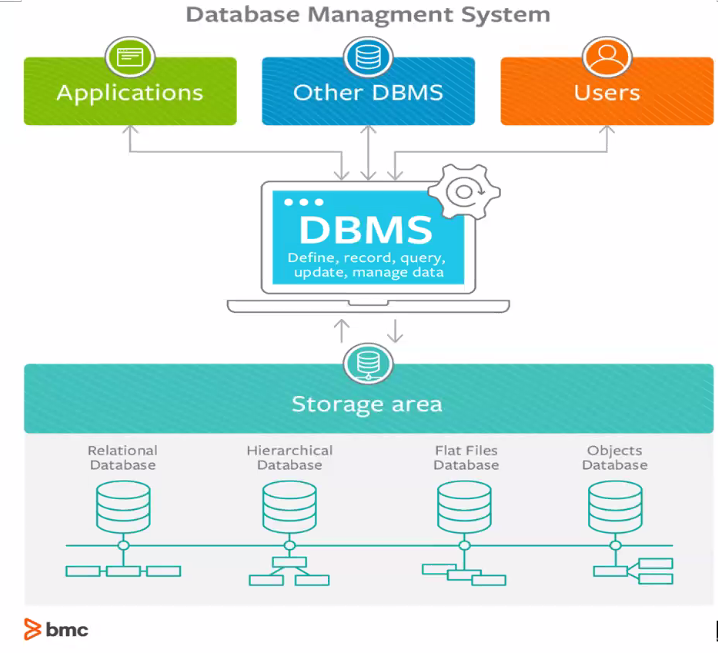 Database Managment System
Applications
Other DBMS
Users
DBMS
Define, record, query,
update, manage data
Storage area
Relational
Database
Hierarchical
Database
Flat Files
Database
Objects
Database
bmc